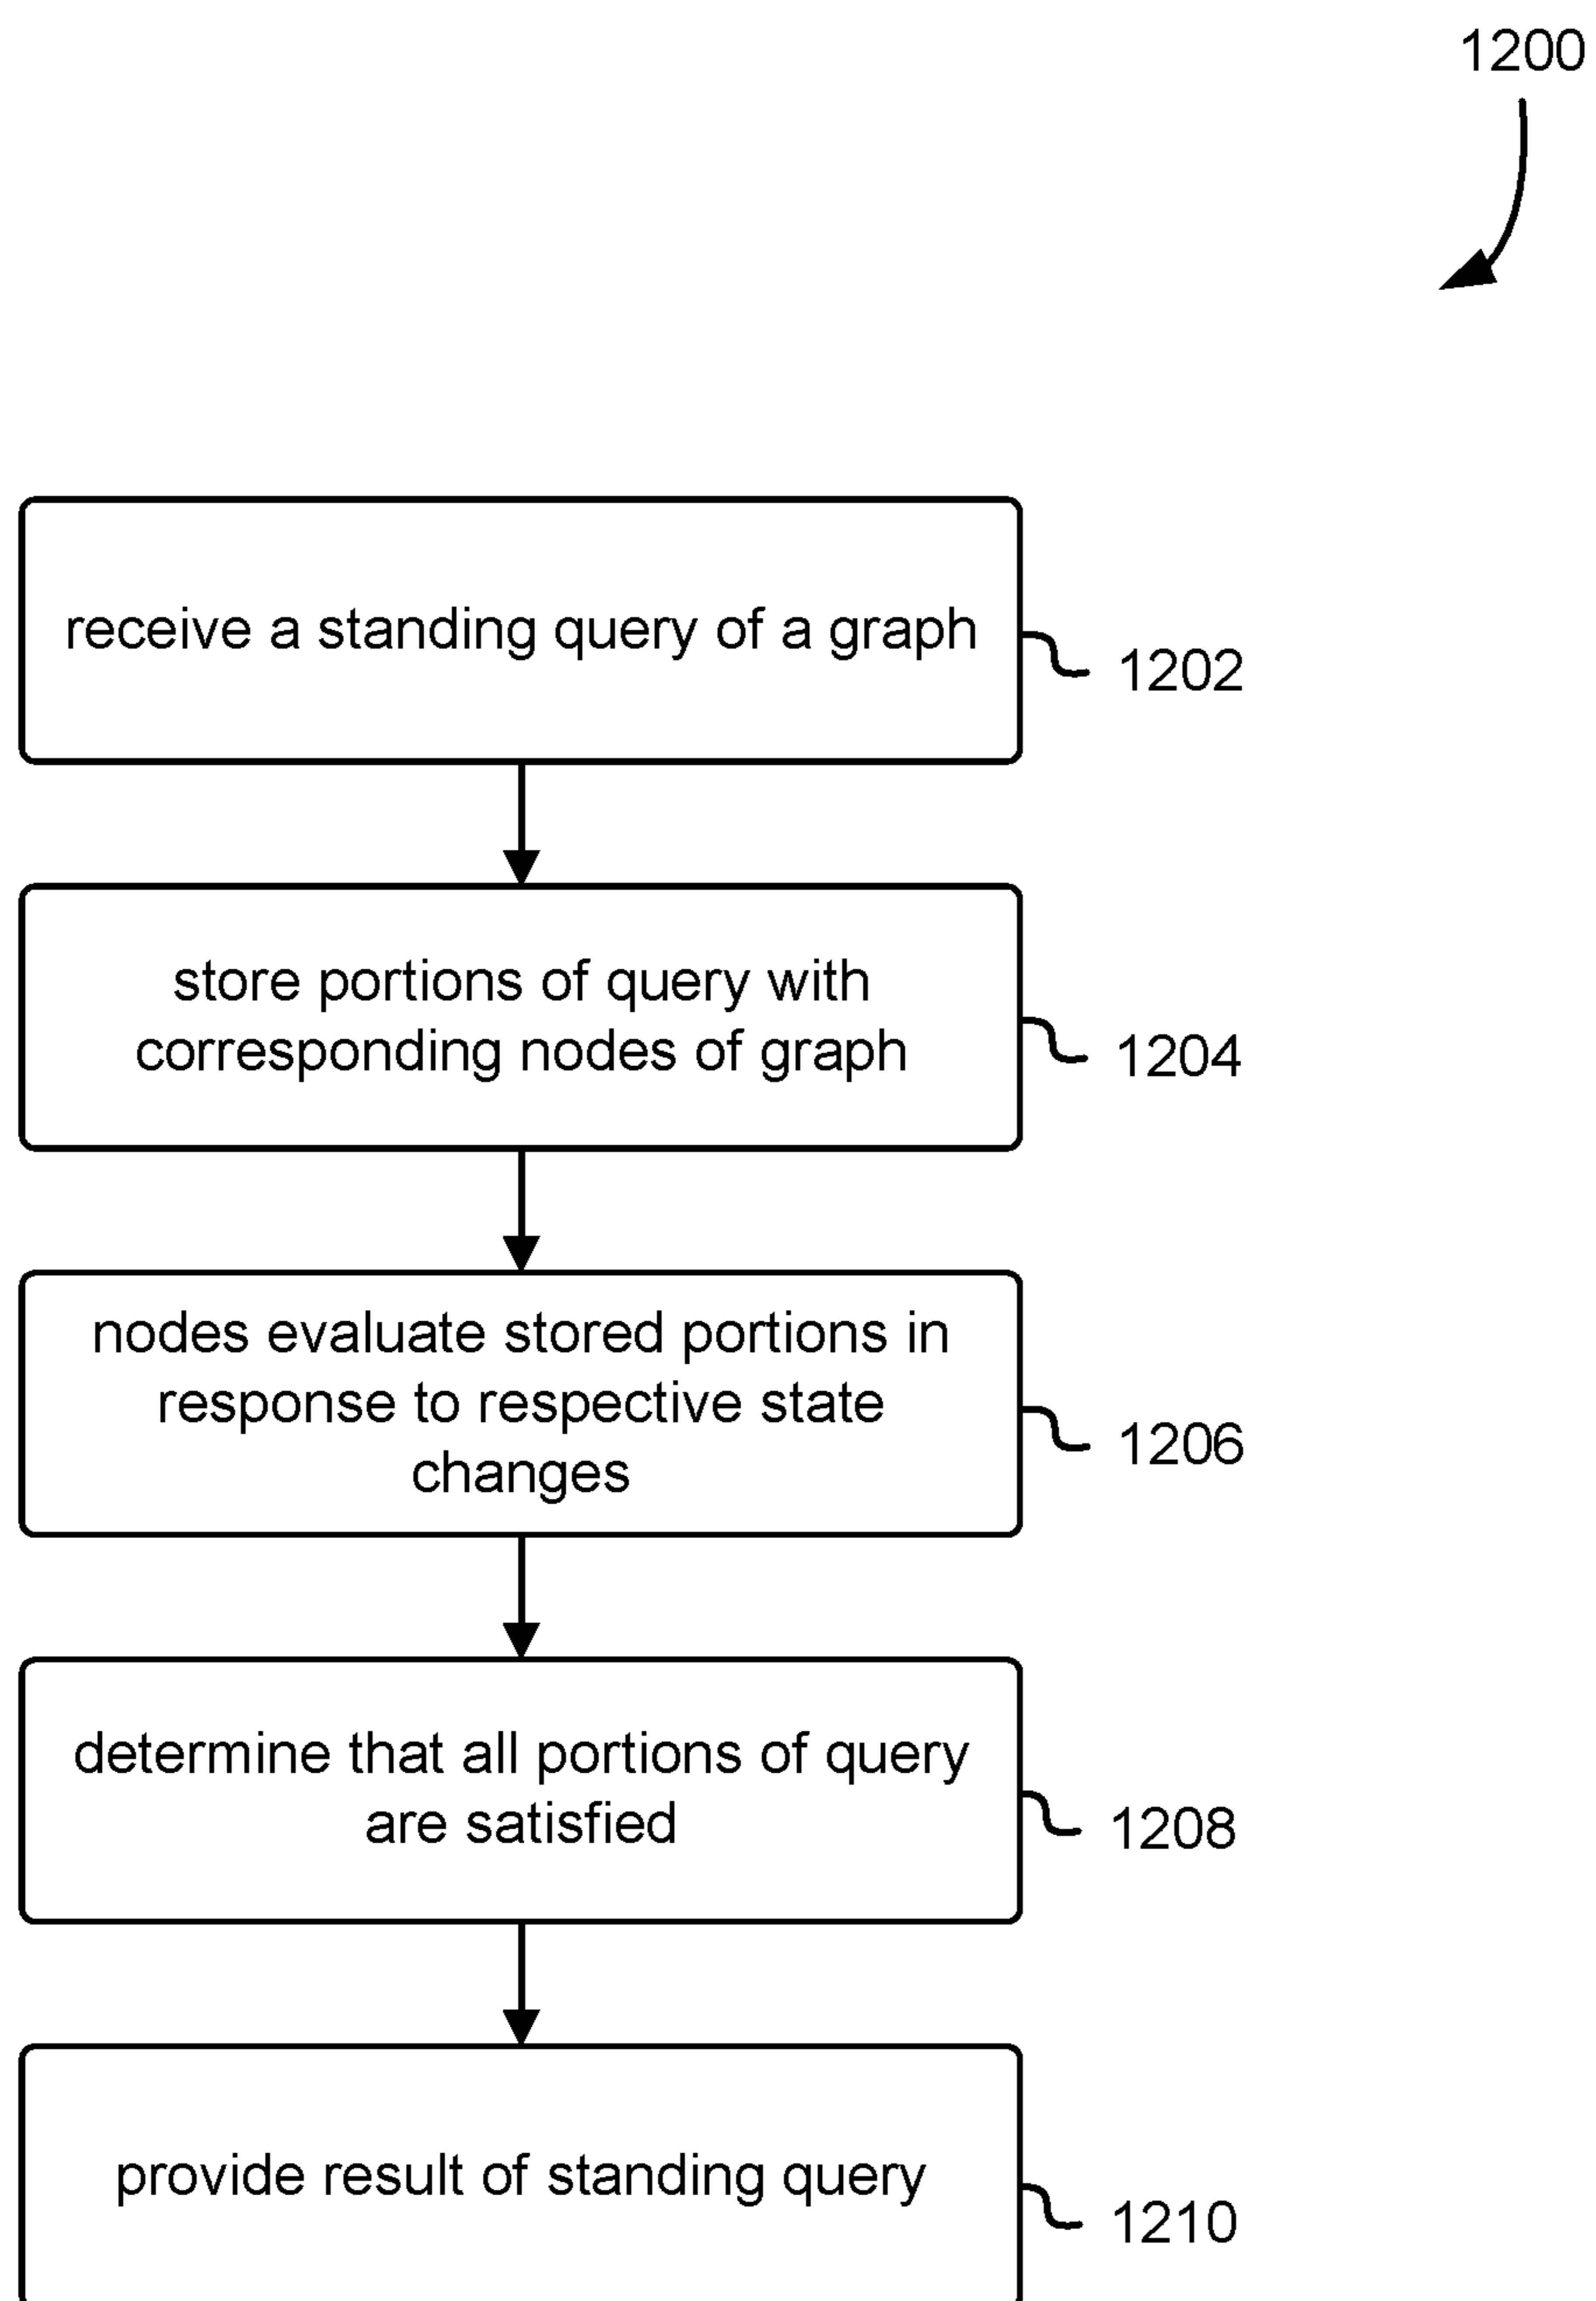 1200
receive a standing query of a graph
1202
store portions of query with
corresponding nodes of graph
1204
nodes evaluate stored portions in
response to respective state
changes
1206
determine that all portions of query
are satisfied
1208
provide result of standing query
1210